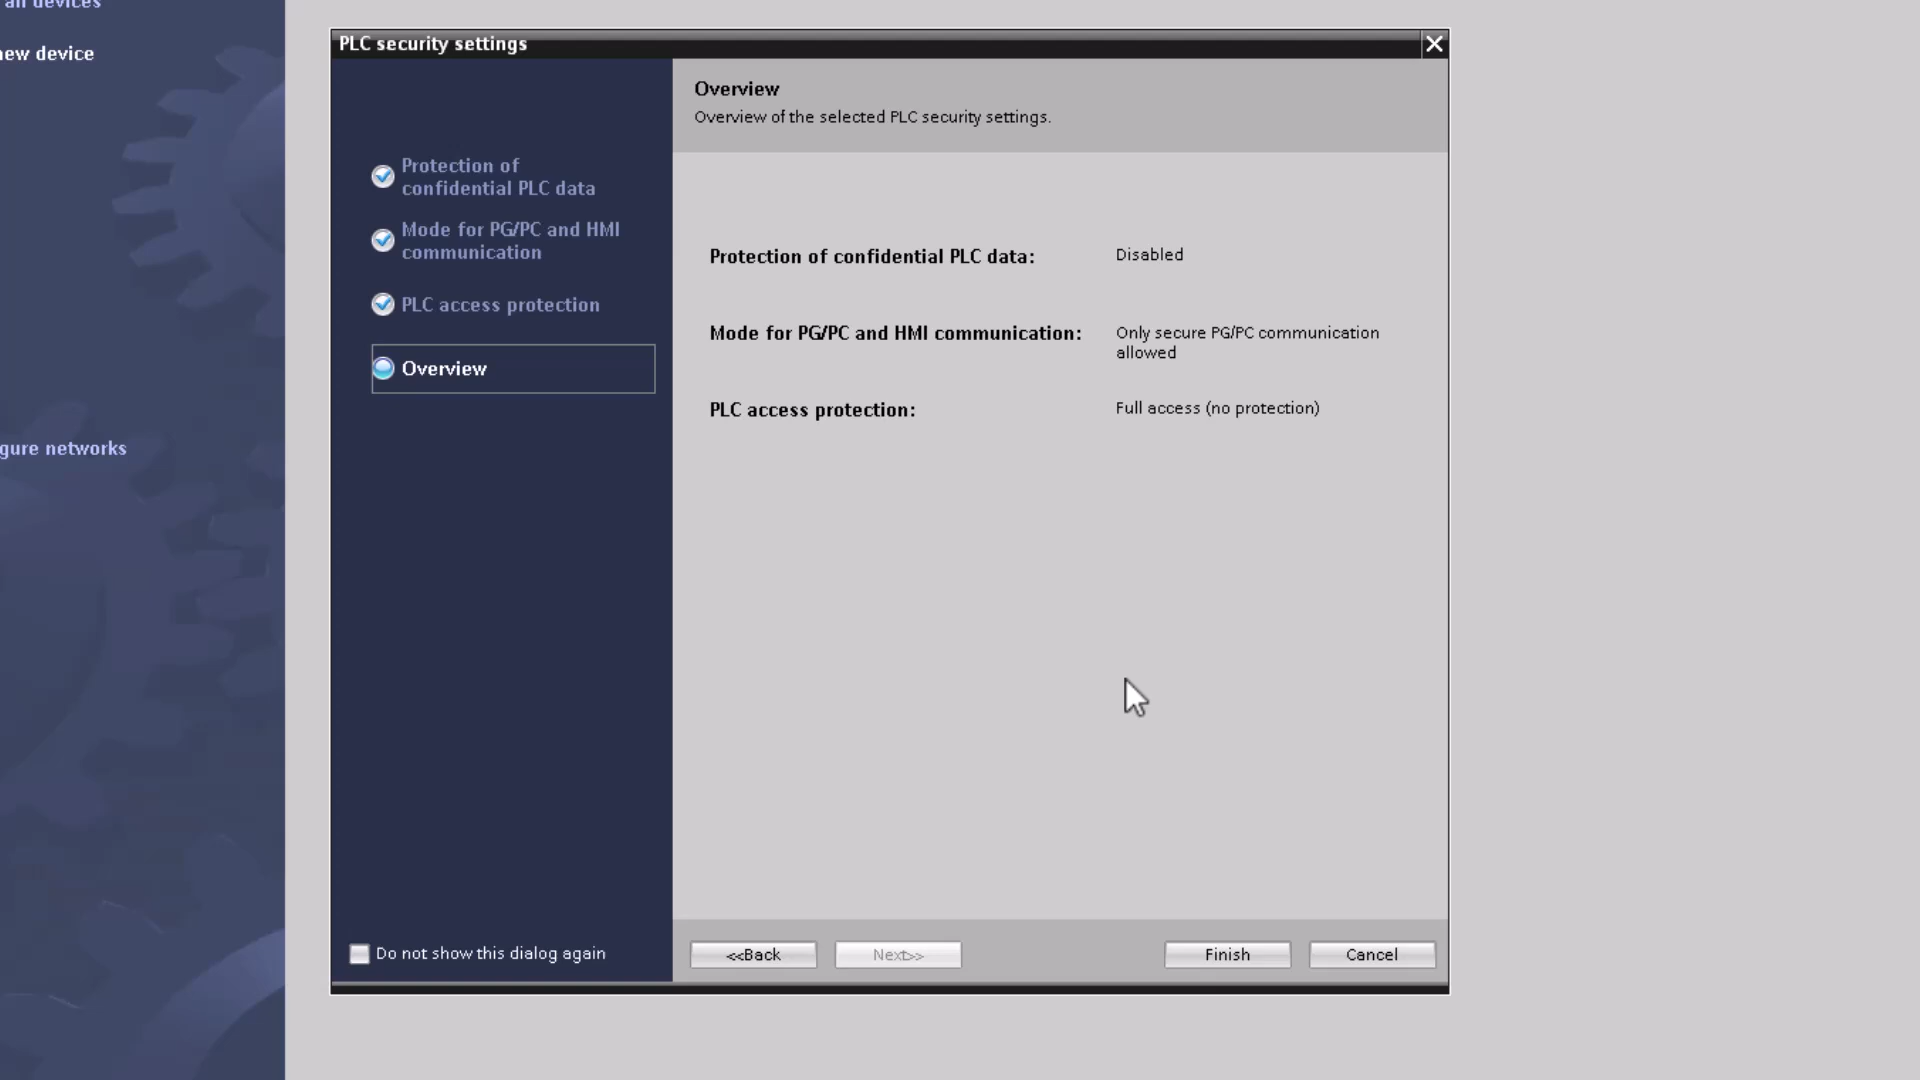 all devices
new device
gure networks
PLC security settings
Protection of
confidential PLC data
Mode for PG/PC and HMI
communication
PLC access protection
Overview
Do not show this dialog again
Overview
Overview of the selected PLC security settings.
Protection of confidential PLC data: Disabled
Mode for PG/PC and HMI communication: Only secure PG/PC communication
allowed
PLC access protection: Full access (no protection)
<<Back Next>> Finish Cancel